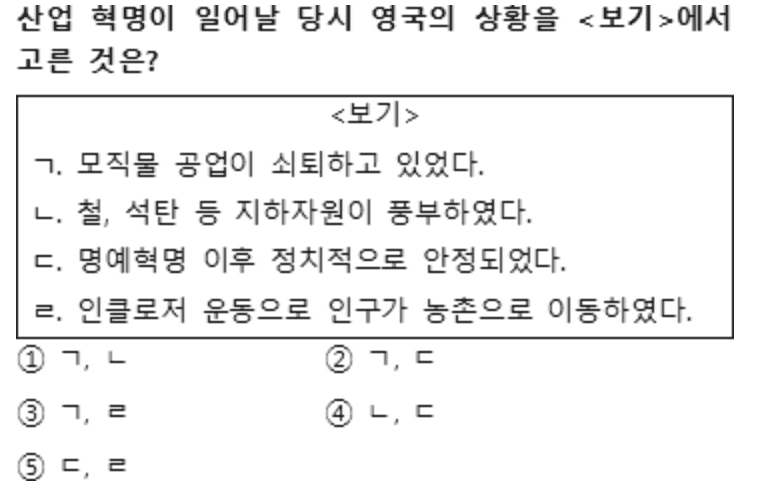 산업 혁명이 일어날 당시 영국의 상황을 <보기>에서
고른 것은?
<보기>
ㄱ. 모직물 공업이 쇠퇴하고 있었다.
ㄴ. 철, 석탄 등 지하자원이 풍부하였다.
ㄷ. 명예혁명 이후 정치적으로 안정되었다.
ㄹ. 인클로저 운동으로 인구가 농촌으로 이동하였다.
① ㄱ, ㄴ ② ㄱ, ㄷ
③ ㄱ, ㄹ ④ ㄴ, ㄷ
⑤ ㄷ, ㄹ